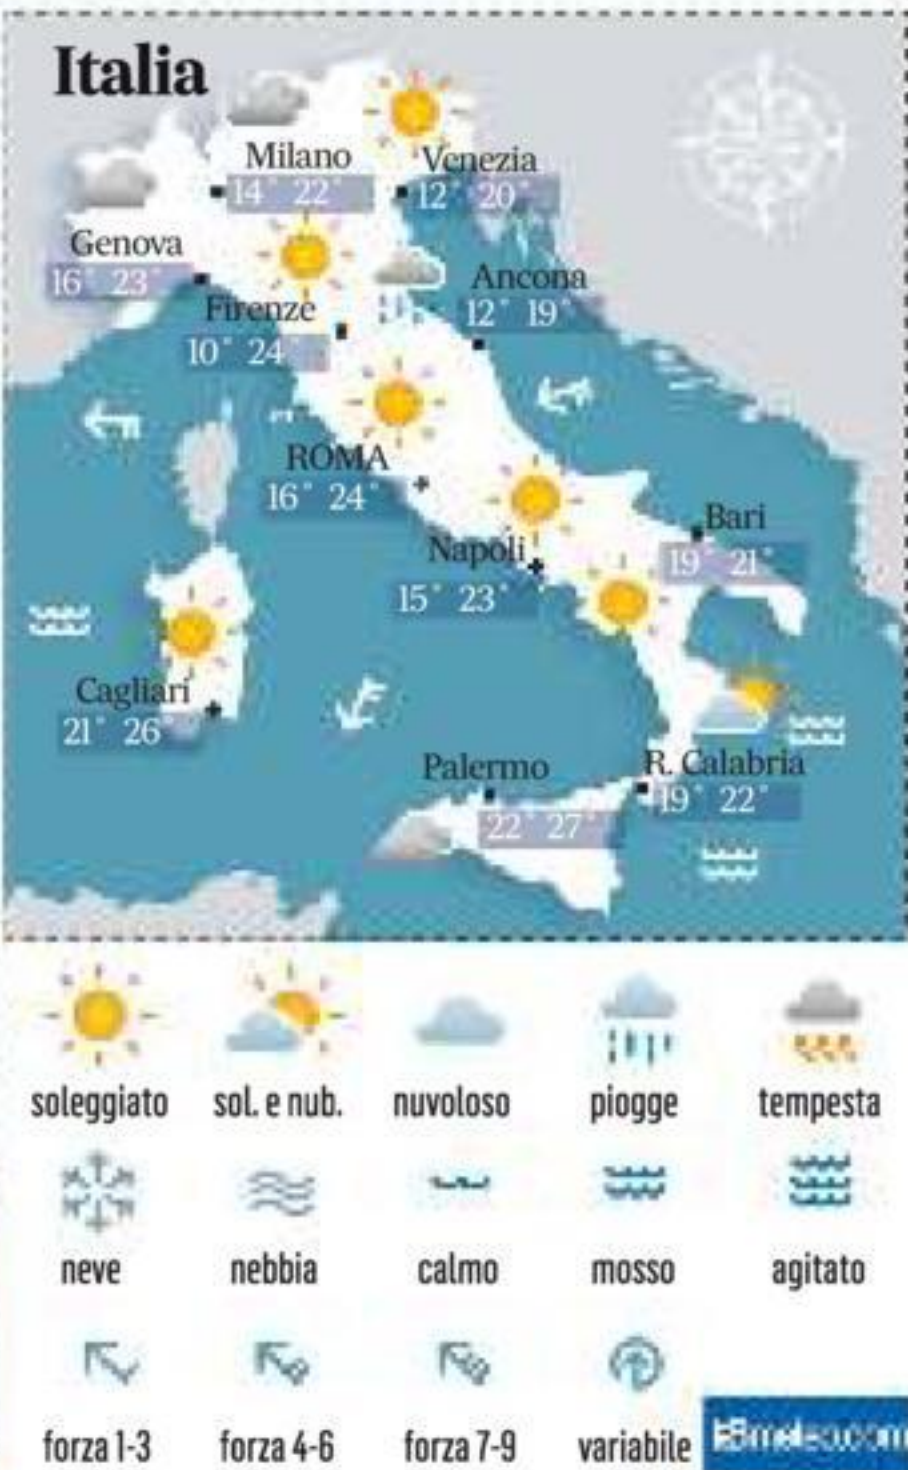 Italia
Milano
14° 22°
Venezia
12° 20°
Genova
16° 23°
Ancona
12° 19°
Firenze
10° 24°
ROMA
16° 24°
Bari
19° 21°
Napoli
15° 23°
Cagliari
21° 26°
Palermo
22° 27°
R. Calabria
19° 22°
soleggiato sol. e nub. nuvoloso piogge tempesta
neve nebbia calmo mosso agitato
forza 1-3 forza 4-6 forza 7-9 variabile